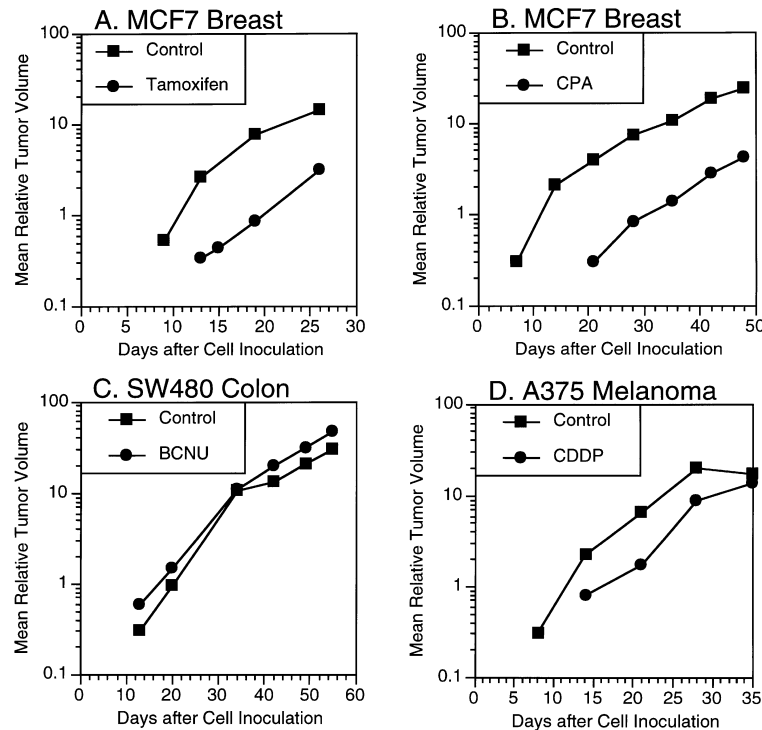 A. MCF7 Breast
100
10
1
0.1
Mean Relative Tumor Volume
Control
Tamoxifen
0 5 10 15 20 25 30
Days after Cell Inoculation
B. MCF7 Breast
100
10
1
0.1
Mean Relative Tumor Volume
Control
CPA
0 10 20 30 40 50
Days after Cell Inoculation
C. SW480 Colon
100
10
1
0.1
Mean Relative Tumor Volume
Control
BCNU
0 10 20 30 40 50 60
Days after Cell Inoculation
D. A375 Melanoma
100
10
1
0.1
Mean Relative Tumor Volume
Control
CDDP
0 5 10 15 20 25 30 35
Days after Cell Inoculation